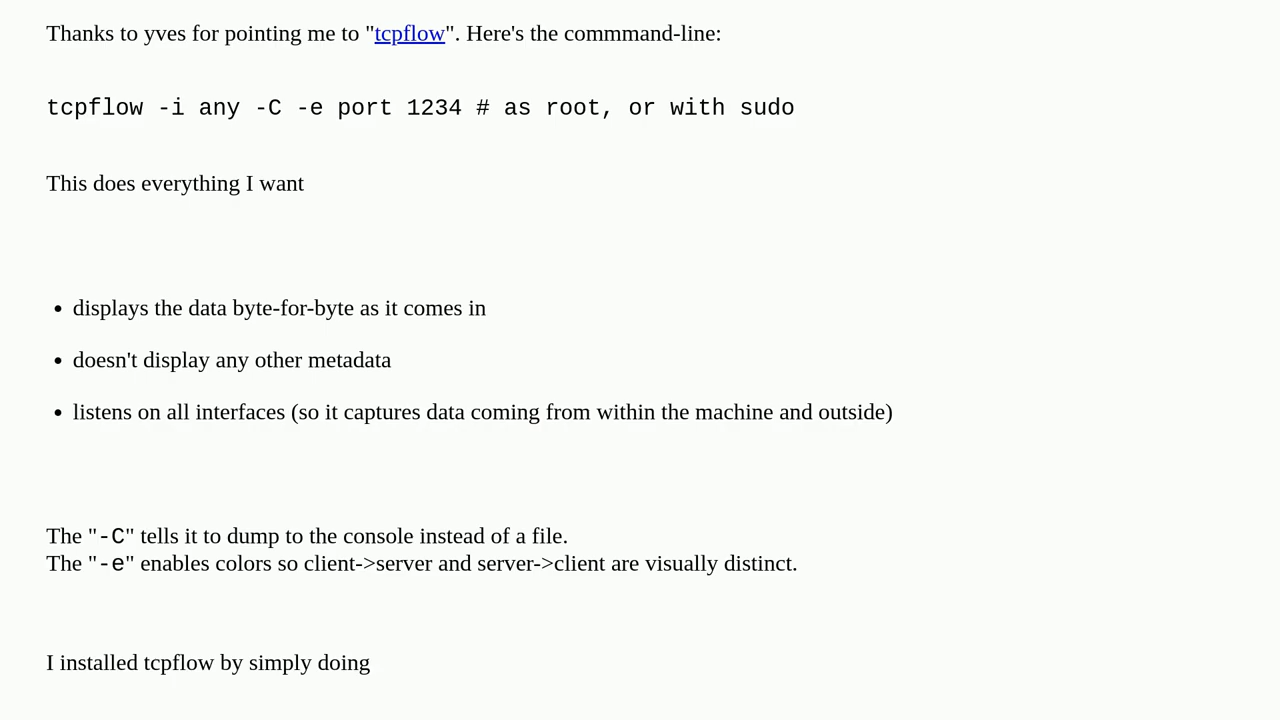 Thanks to yves for pointing me to "tcpflow". Here's the commmand-line:
tcpflow -i any -C -e port 1234 # as root, or with sudo
This does everything I want
• displays the data byte-for-byte as it comes in
• doesn't display any other metadata
• listens on all interfaces (so it captures data coming from within the machine and outside)
The "-C" tells it to dump to the console instead of a file.
The "-e" enables colors so client->server and server->client are visually distinct.
I installed tcpflow by simply doing